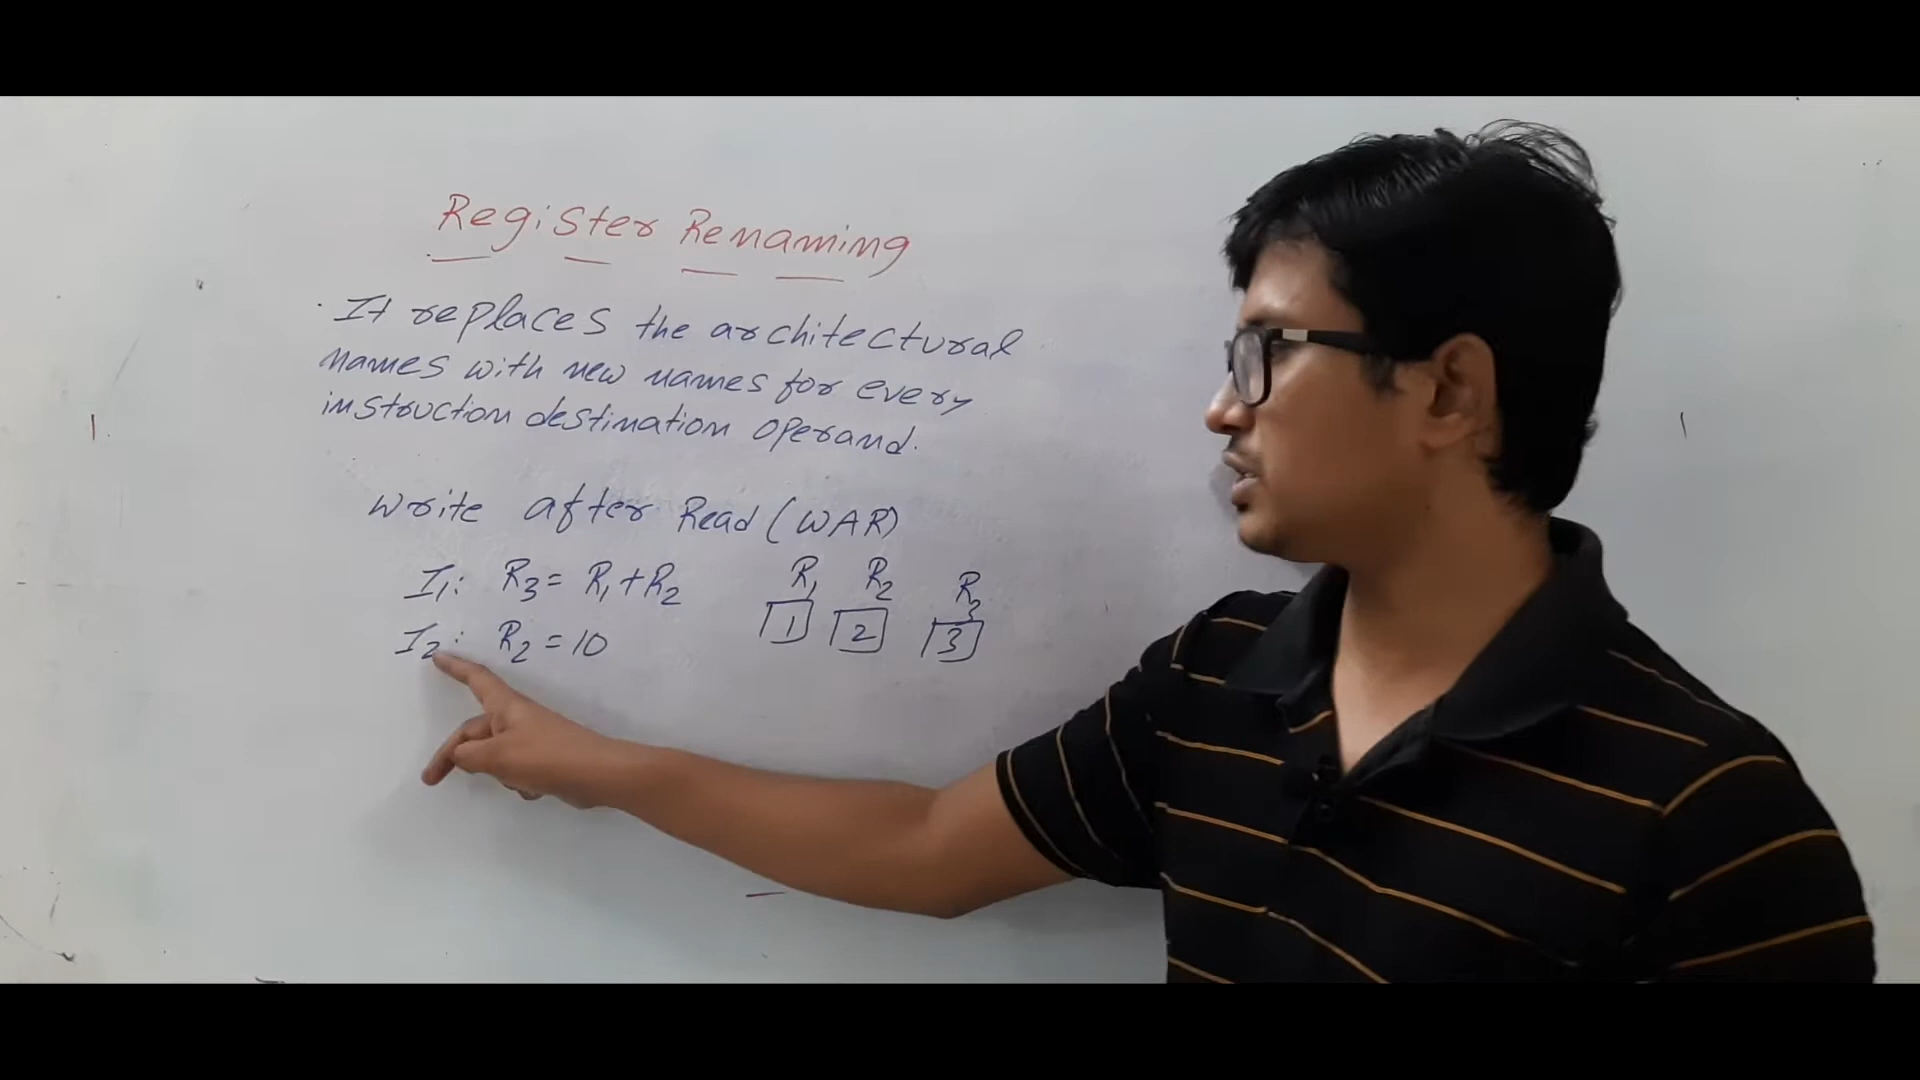 Register Renaming
. It replaces the architectural
names with new names for every
instruction destination operand.
Write after Read (WAR)
I1: R3 = R1 + R2
I2: R2 = 10
R1 R2 R3
1 2 3